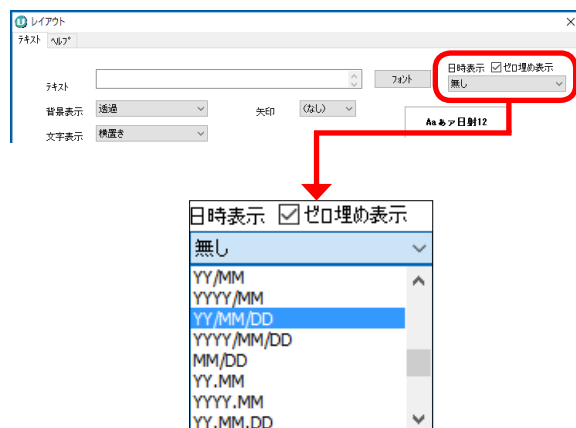 レイアウト
テキスト ヘルプ
日時表示 ゼロ埋め表示
テキスト フォント 無し
背景表示 透過 矢印 (なし)
Aaあァ日射12
文字表示 横置き
日時表示 ゼロ埋め表示
無し
YY/MM
YYYY/MM
YY/MM/DD
YYYY/MM/DD
MM/DD
YY.MM
YYYY.MM
YY.MM.DD